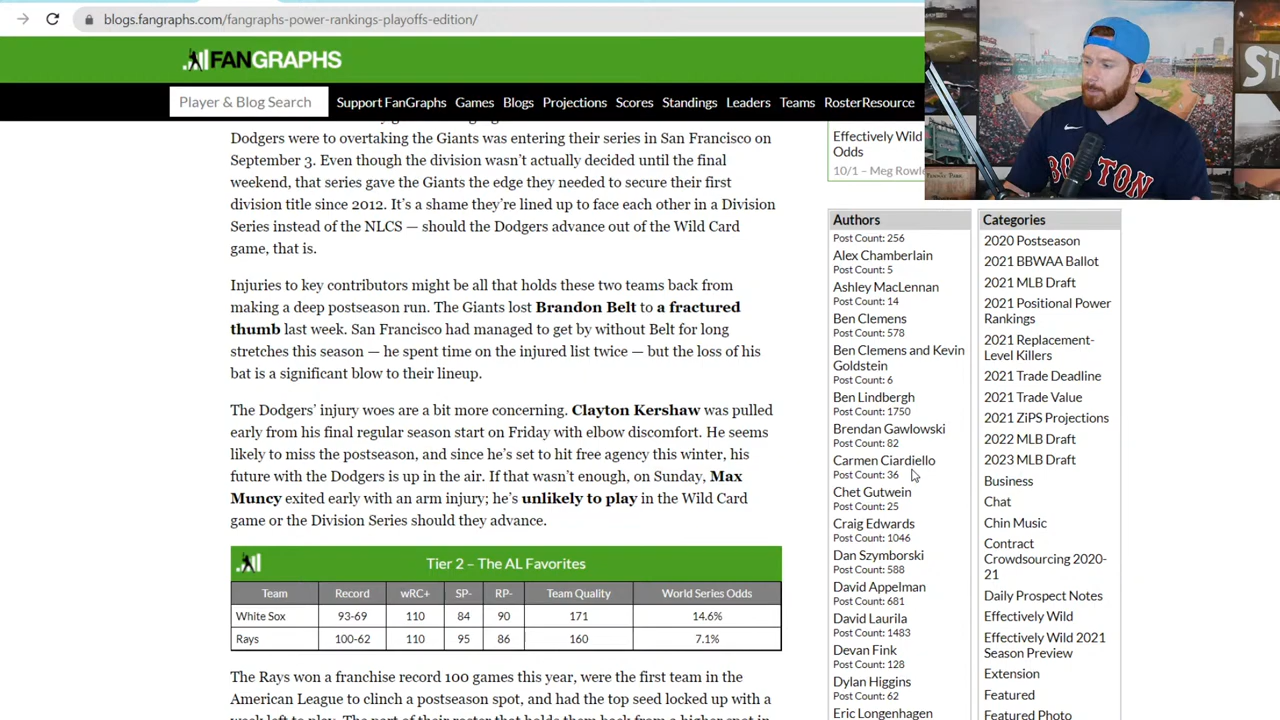 blogs.fangraphs.com/fangraphs-power-rankings-playoffs-edition/
FANGRAPHS
Player & Blog Search
Support FanGraphs Games Blogs Projections Scores Standings Leaders Teams RosterResource
Dodgers were to overtaking the Giants was entering their series in San Francisco on
September 3. Even though the division wasn't actually decided until the final
weekend, that series gave the Giants the edge they needed to secure their first
division title since 2012. It's a shame they're lined up to face each other in a Division
Series instead of the NLCS — should the Dodgers advance out of the Wild Card
game, that is.
Injuries to key contributors might be all that holds these two teams back from
making a deep postseason run. The Giants lost Brandon Belt to a fractured
thumb last week. San Francisco had managed to get by without Belt for long
stretches this season — he spent time on the injured list twice — but the loss of his
bat is a significant blow to their lineup.
The Dodgers' injury woes are a bit more concerning. Clayton Kershaw was pulled
early from his final regular season start on Friday with elbow discomfort. He seems
likely to miss the postseason, and since he's set to hit free agency this winter, his
future with the Dodgers is up in the air. If that wasn't enough, on Sunday, Max
Muncy exited early with an arm injury; he's unlikely to play in the Wild Card
game or the Division Series should they advance.
Tier 2 – The AL Favorites
Team Record wRC+ SP- RP- Team Quality World Series Odds
White Sox 93-69 110 84 90 171 14.6%
Rays 100-62 110 95 86 160 7.1%
The Rays won a franchise record 100 games this year, were the first team in the
American League to clinch a postseason spot, and had the top seed locked up with a
Effectively Wild
Odds
10/1 – Meg Rowl
Authors
Post Count: 256
Alex Chamberlain
Post Count: 5
Ashley MacLennan
Post Count: 14
Ben Clemens
Post Count: 578
Ben Clemens and Kevin
Goldstein
Post Count: 6
Ben Lindbergh
Post Count: 1750
Brendan Gawlowski
Post Count: 82
Carmen Ciardiello
Post Count: 36
Chet Gutwein
Post Count: 25
Craig Edwards
Post Count: 1046
Dan Szymborski
Post Count: 588
David Appelman
Post Count: 681
David Laurila
Post Count: 1483
Devan Fink
Post Count: 128
Dylan Higgins
Post Count: 62
Eric Longenhagen
Categories
2020 Postseason
2021 BBWAA Ballot
2021 MLB Draft
2021 Positional Power
Rankings
2021 Replacement-
Level Killers
2021 Trade Deadline
2021 Trade Value
2021 ZiPS Projections
2022 MLB Draft
2023 MLB Draft
Business
Chat
Chin Music
Contract
Crowdsourcing 2020-
21
Daily Prospect Notes
Effectively Wild
Effectively Wild 2021
Season Preview
Extension
Featured
Featured Photo
BOSTON